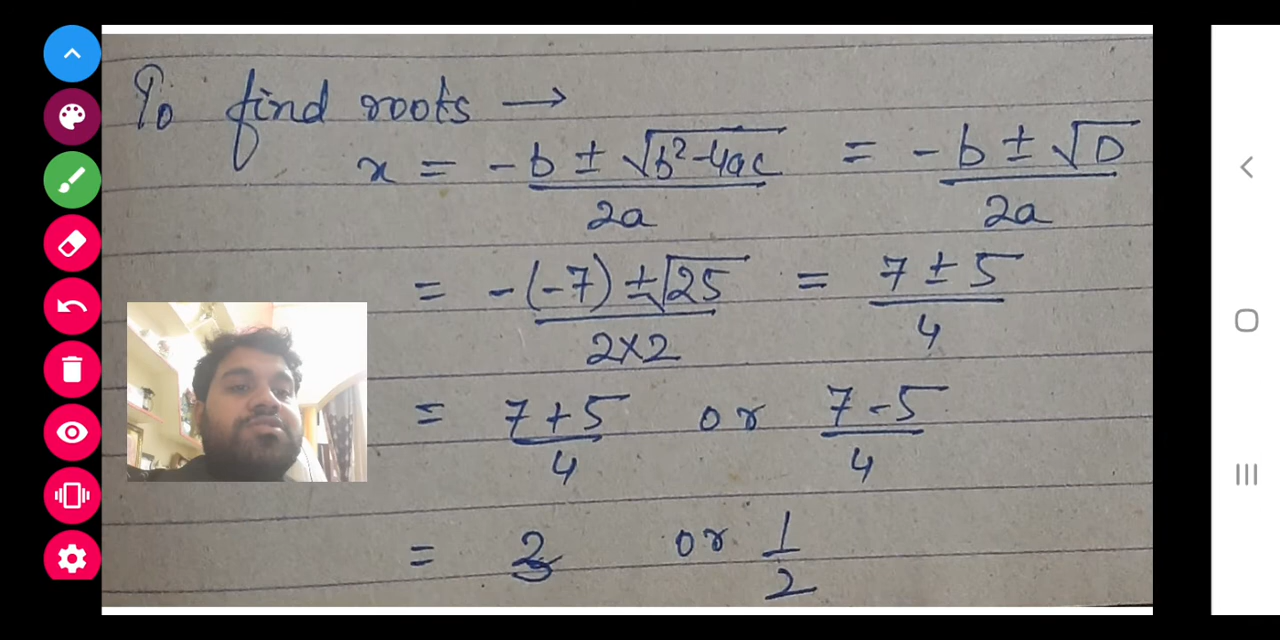 To find roots →
x = -b ± √b²-4ac / 2a = -b ± √D / 2a
= -(-7) ± √25 / 2×2 = 7 ± 5 / 4
= 7+5 / 4 or 7-5 / 4
= or 1 / 2